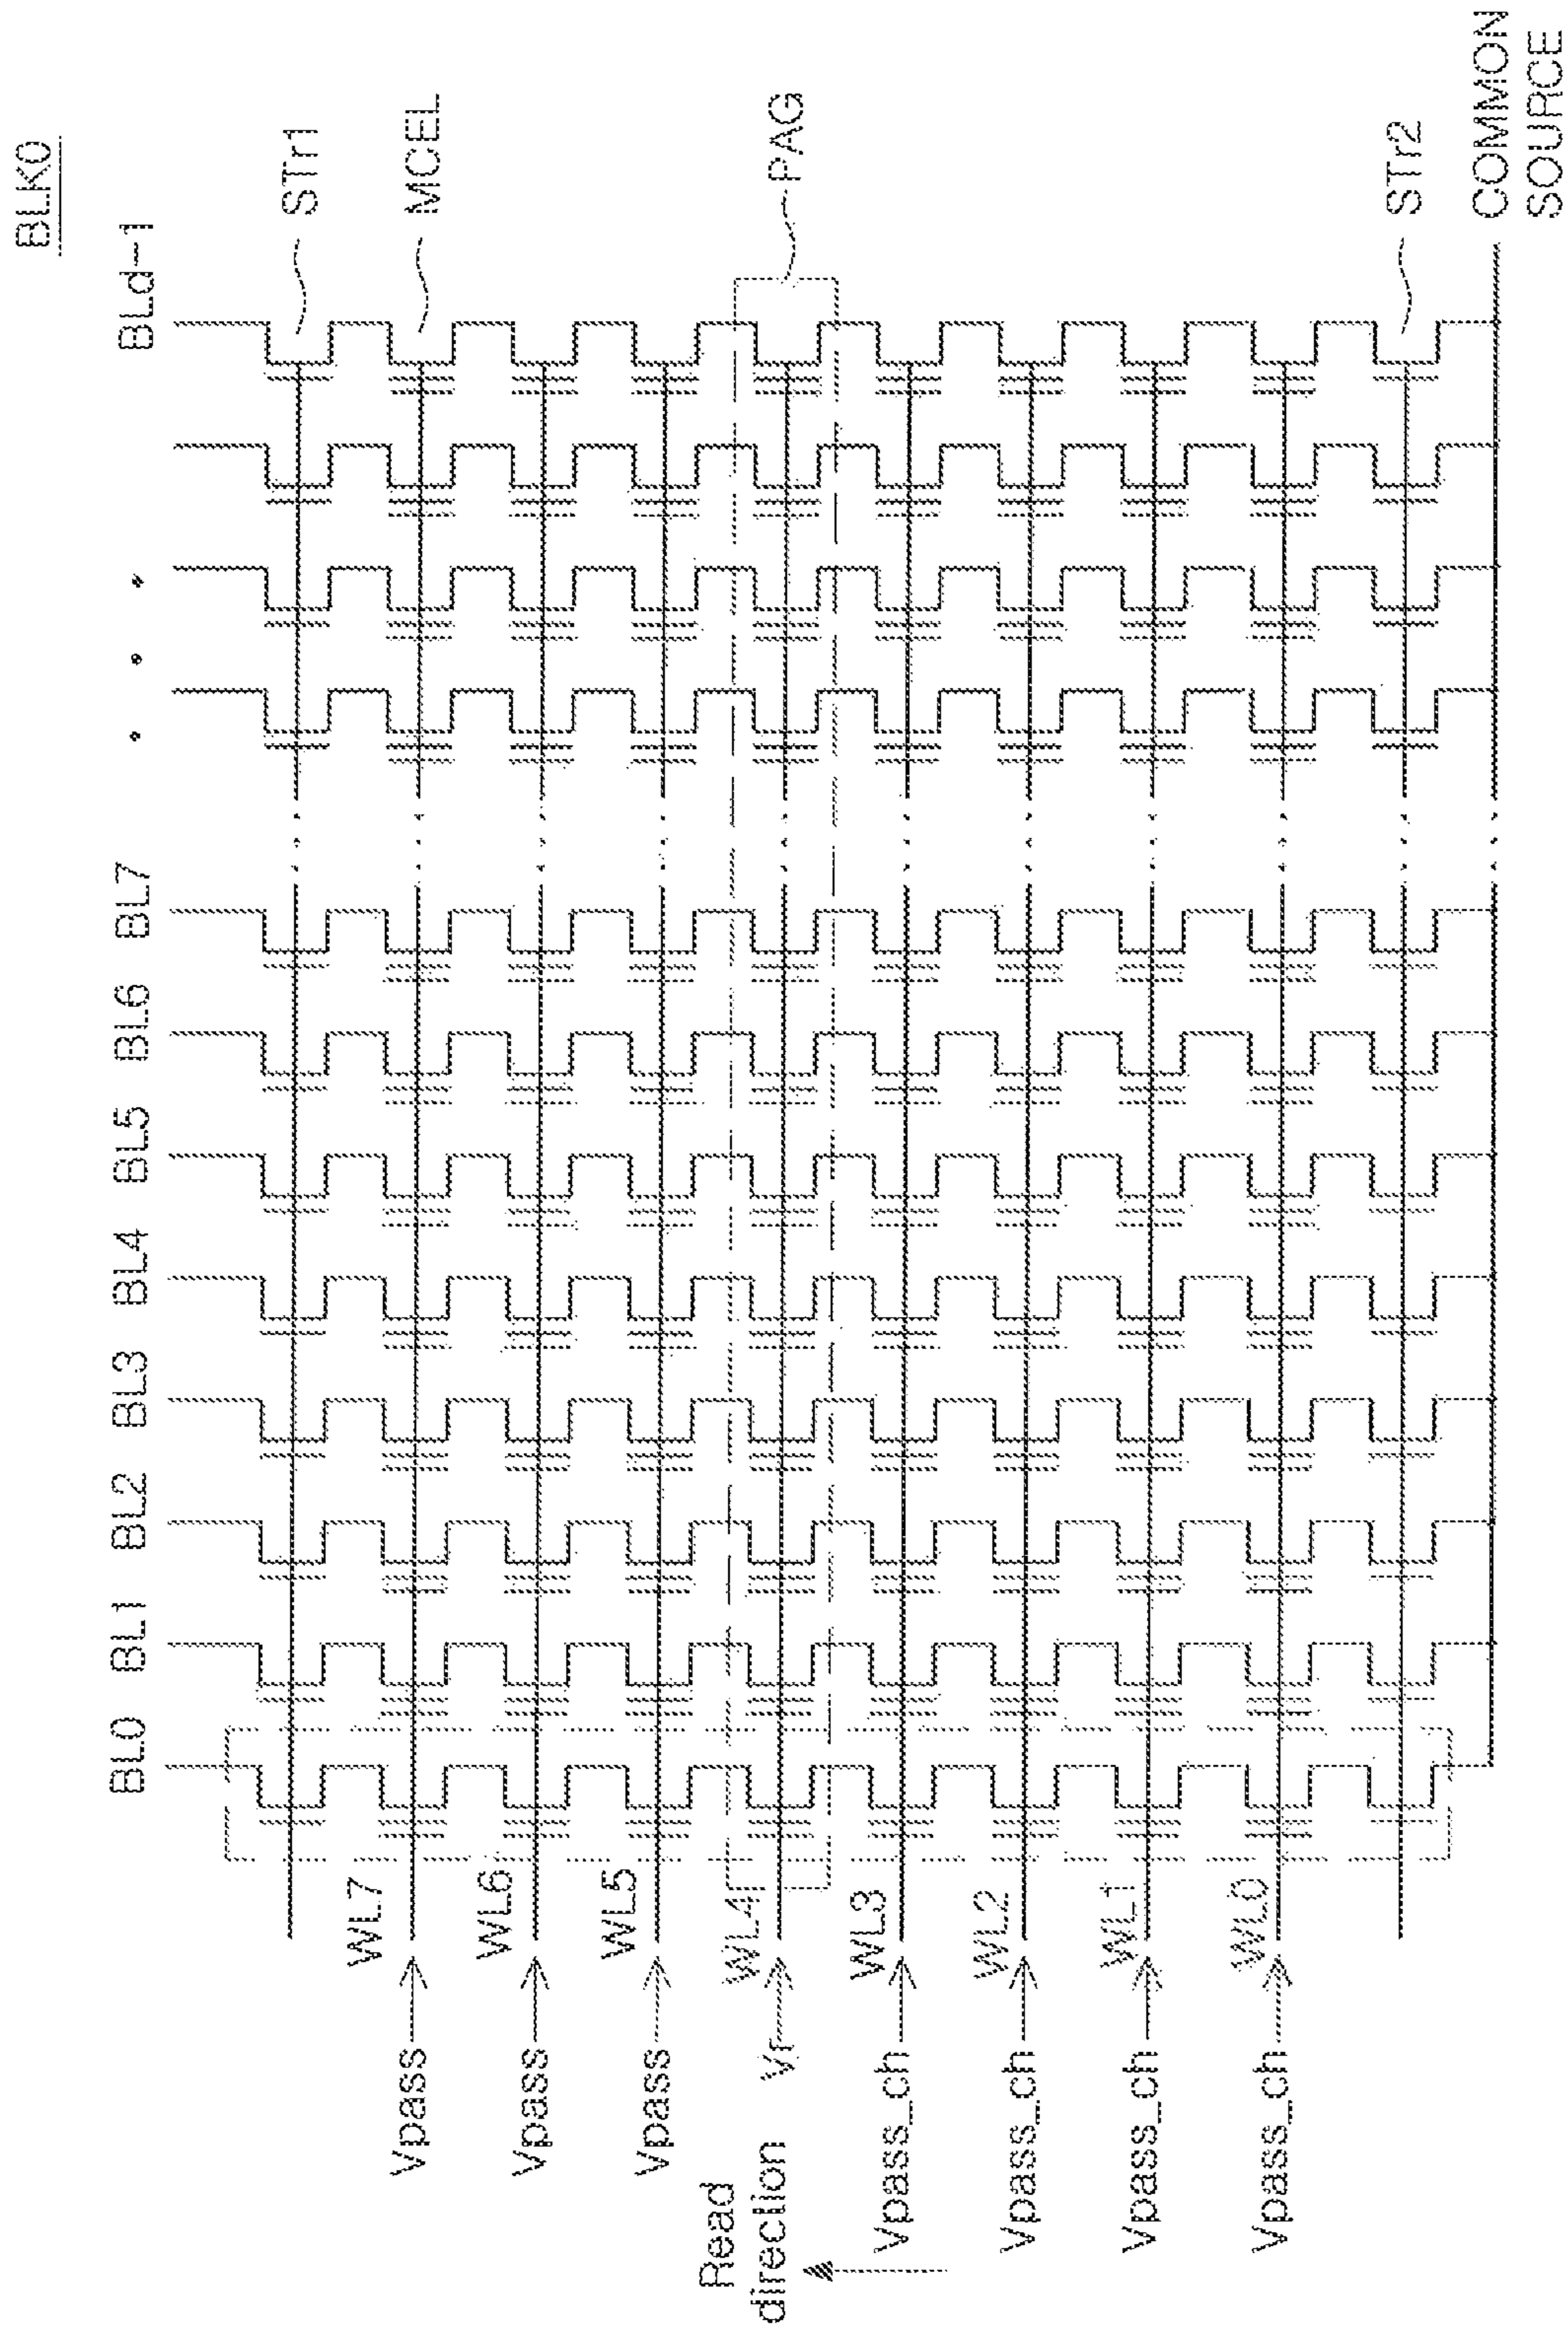 BLK0
BL0
BL1
BL2
BL3
BL4
BL5
BL6
BL7
BLd-1
STr1
MCEL
PAG
STr2
COMMON
SOURCE
Vpass
WL7
Vpass
WL6
Vpass
WL5
Vr
WL4
Vpass_ch
WL3
Vpass_ch
WL2
Vpass_ch
WL1
Vpass_ch
WL0
Read
direction